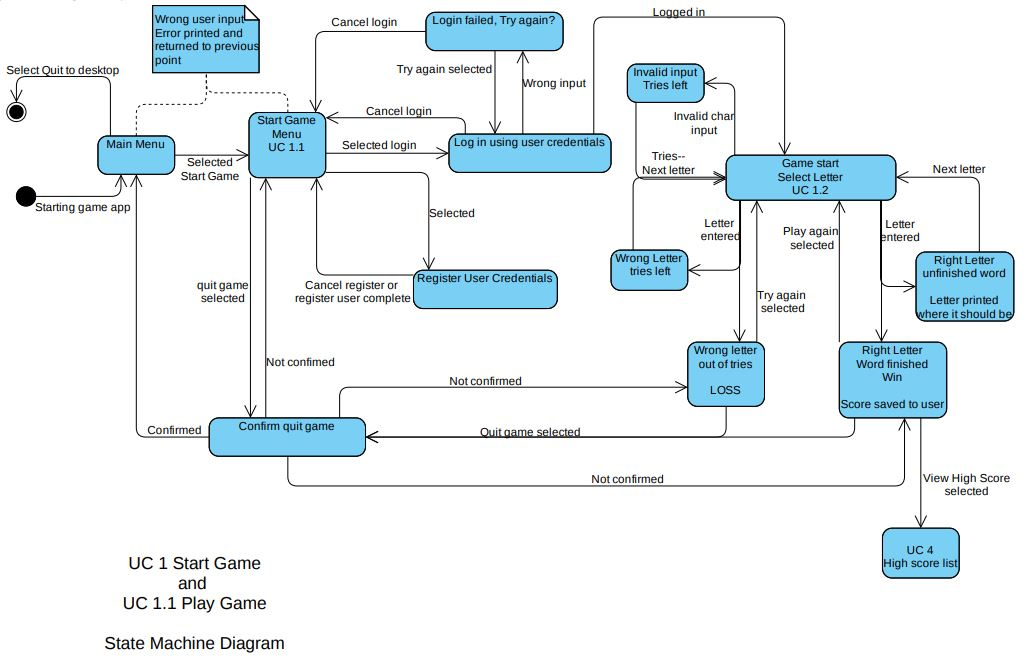 Wrong user input
Error printed and
returned to previous
point
Cancel login
Login failed, Try again?
Logged in
Select Quit to desktop
Try again selected
Wrong input
Invalid input
Tries left
Main Menu
Start Game
Menu
UC 1.1
Cancel login
Selected login
Log in using user credentials
Invalid char
input
Selected
Start Game
Tries--
Next letter
Game start
Select Letter
UC 1.2
Next letter
Starting game app
Selected
Letter
entered
Play again
selected
Letter
entered
quit game
selected
Cancel register or
register user complete
Register User Credentials
Wrong Letter
tries left
Try again
selected
Right Letter
unfinished word
Letter printed
where it should be
Not confimed
Not confirmed
Wrong letter
out of tries
LOSS
Right Letter
Word finished
Win
Score saved to user
Confirmed
Confirm quit game
Quit game selected
Not confirmed
View High Score
selected
UC 4
High score list
UC 1 Start Game
and
UC 1.1 Play Game
State Machine Diagram